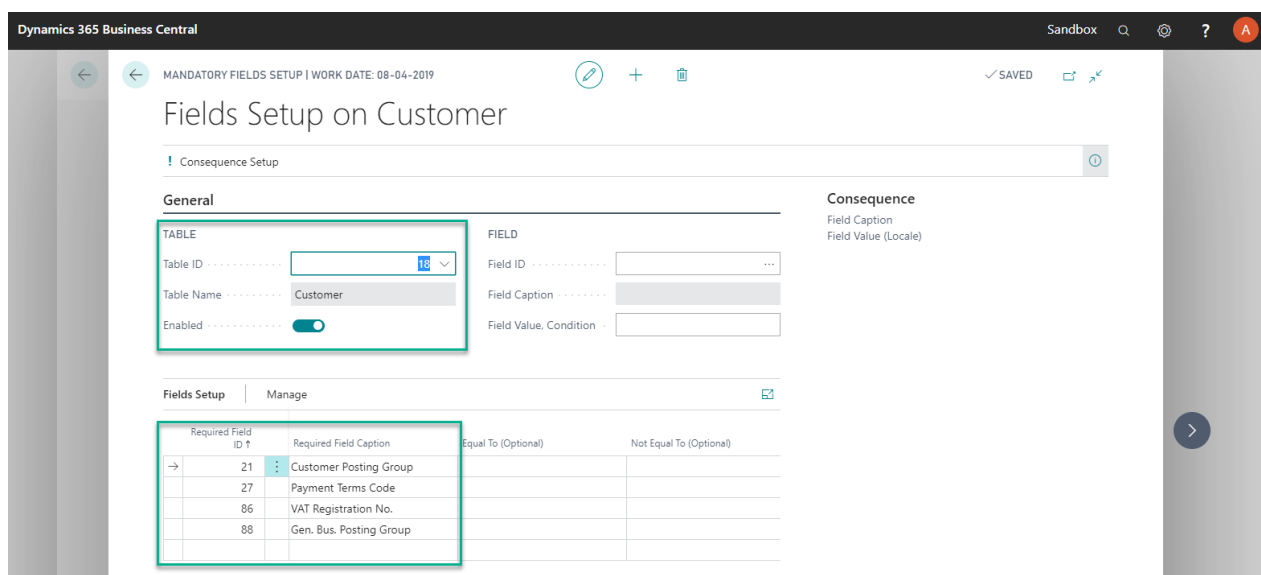 Dynamics 365 Business Central Sandbox ? A
MANDATORY FIELDS SETUP | WORK DATE: 08-04-2019 SAVED
Fields Setup on Customer
! Consequence Setup
General
TABLE FIELD
Table ID 18 Field ID ...
Table Name Customer Field Caption
Enabled Field Value, Condition
Consequence
Field Caption
Field Value (Locale)
Fields Setup Manage
Required Field ID ↑ Required Field Caption Equal To (Optional) Not Equal To (Optional)
21 Customer Posting Group
27 Payment Terms Code
86 VAT Registration No.
88 Gen. Bus. Posting Group